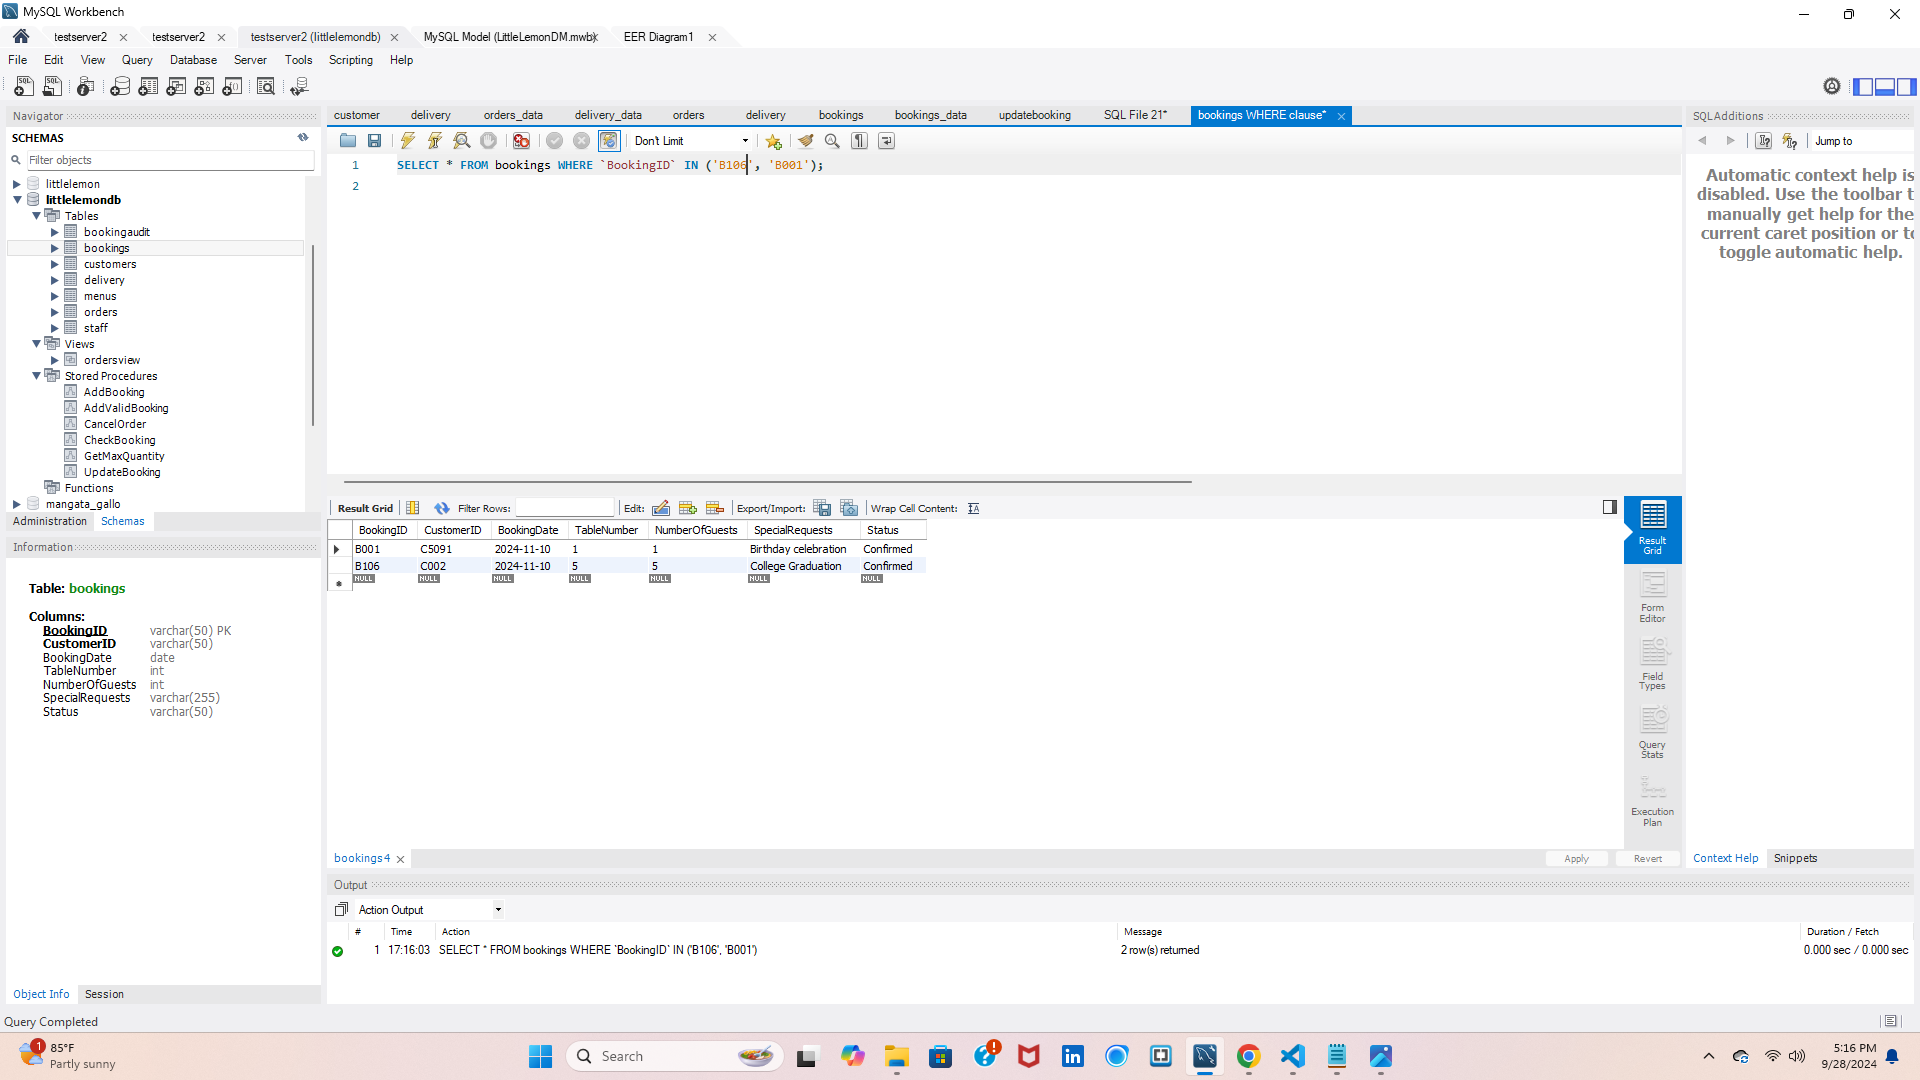 MySQL Workbench
testserver2
testserver2
testserver2 (littlelemondb)
MySQL Model (LittleLemonDM.mwb)
EER Diagram1
File Edit View Query Database Server Tools Scripting Help
Navigator
SCHEMAS
Filter objects
littlelemon
littlelemondb
Tables
bookingaudit
bookings
customers
delivery
menus
orders
staff
Views
ordersview
Stored Procedures
AddBooking
AddValidBooking
CancelOrder
CheckBooking
GetMaxQuantity
UpdateBooking
Functions
mangata_gallo
Administration Schemas
Information
Table: bookings
Columns:
BookingID varchar(50) PK
CustomerID varchar(50)
BookingDate date
TableNumber int
NumberOfGuests int
SpecialRequests varchar(255)
Status varchar(50)
Object Info Session
Query Completed
customer delivery orders_data delivery_data orders delivery bookings bookings_data updatebooking SQL File 21* bookings WHERE clause*
Don't Limit
1 SELECT * FROM bookings WHERE `BookingID` IN ('B106', 'B001');
2
Result Grid Filter Rows: Edit: Export/Import: Wrap Cell Content:
BookingID CustomerID BookingDate TableNumber NumberOfGuests SpecialRequests Status
B001 C5091 2024-11-10 1 1 Birthday celebration Confirmed
B106 C002 2024-11-10 5 5 College Graduation Confirmed
NULL NULL NULL NULL NULL NULL NULL
Result
Grid
Form
Editor
Field
Types
Query
Stats
Execution
Plan
bookings 4
Apply Revert
Output
Action Output
# Time Action Message Duration / Fetch
1 17:16:03 SELECT * FROM bookings WHERE `BookingID` IN ('B106', 'B001') 2 row(s) returned 0.000 sec / 0.000 sec
SQLAdditions
Jump to
Automatic context help is
disabled. Use the toolbar t
manually get help for the
current caret position or to
toggle automatic help.
Context Help Snippets
1
85°F
Partly sunny
Search
5:16 PM
9/28/2024